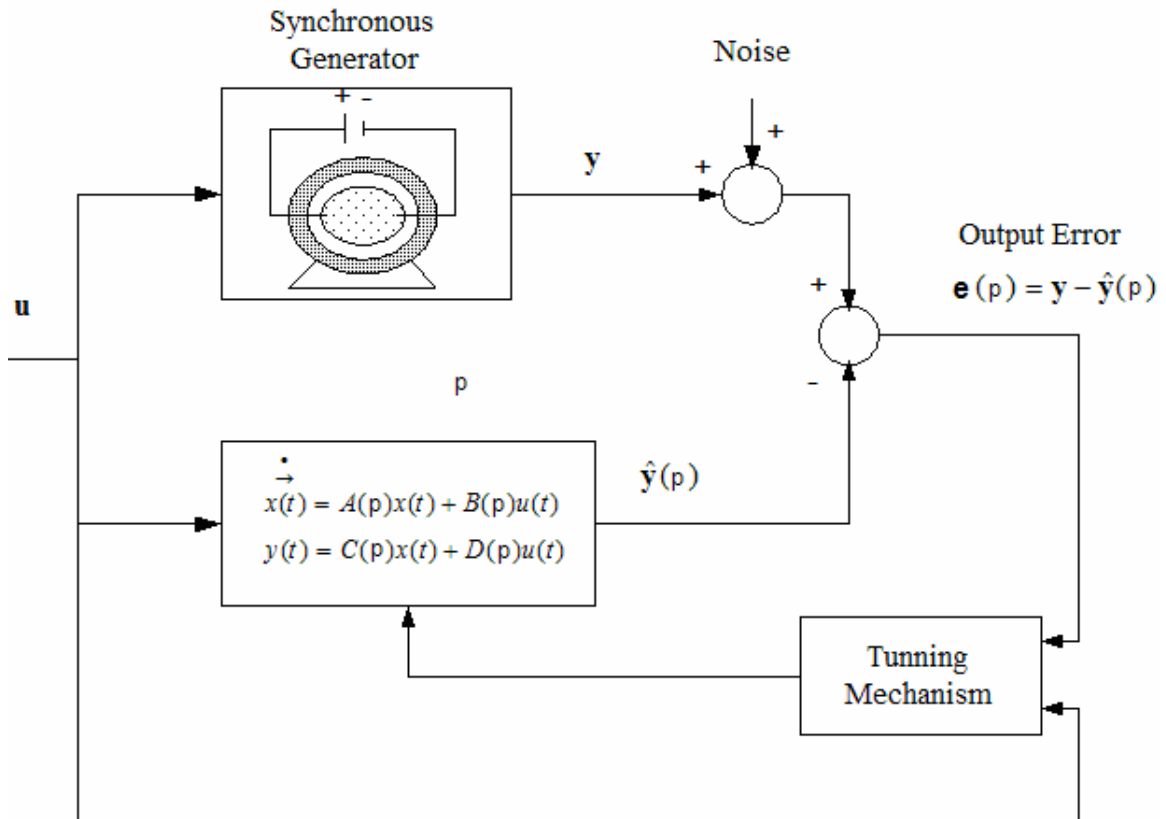 Synchronous
Generator
Noise
+ -
+
y
+
Output Error
e(p) = y − ŷ(p)
u
+
-
p
ŷ(p)
ẋ(t) = A(p)x(t) + B(p)u(t)
y(t) = C(p)x(t) + D(p)u(t)
Tunning
Mechanism